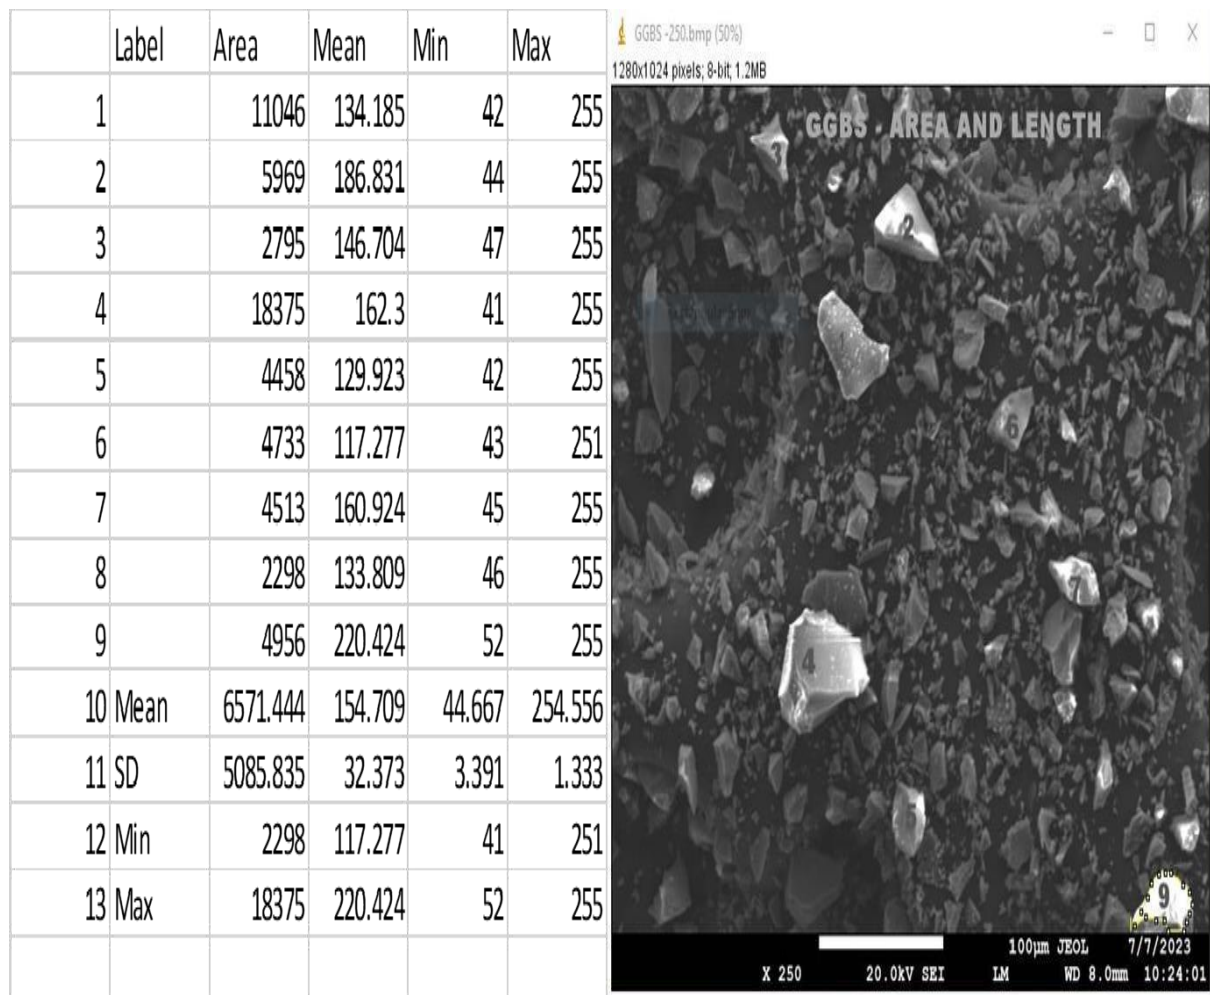 Label Area Mean Min Max
1 11046 134.185 42 255
2 5969 186.831 44 255
3 2795 146.704 47 255
4 18375 162.3 41 255
5 4458 129.923 42 255
6 4733 117.277 43 251
7 4513 160.924 45 255
8 2298 133.809 46 255
9 4956 220.424 52 255
10 Mean 6571.444 154.709 44.667 254.556
11 SD 5085.835 32.373 3.391 1.333
12 Min 2298 117.277 41 251
13 Max 18375 220.424 52 255
GGBS -250.bmp (50%)
1280x1024 pixels; 8-bit; 1.2MB
GGBS - AREA AND LENGTH
3
2
6
7
4
5
9
100µm JEOL 7/7/2023
X 250 20.0kV SEI LM WD 8.0mm 10:24:01